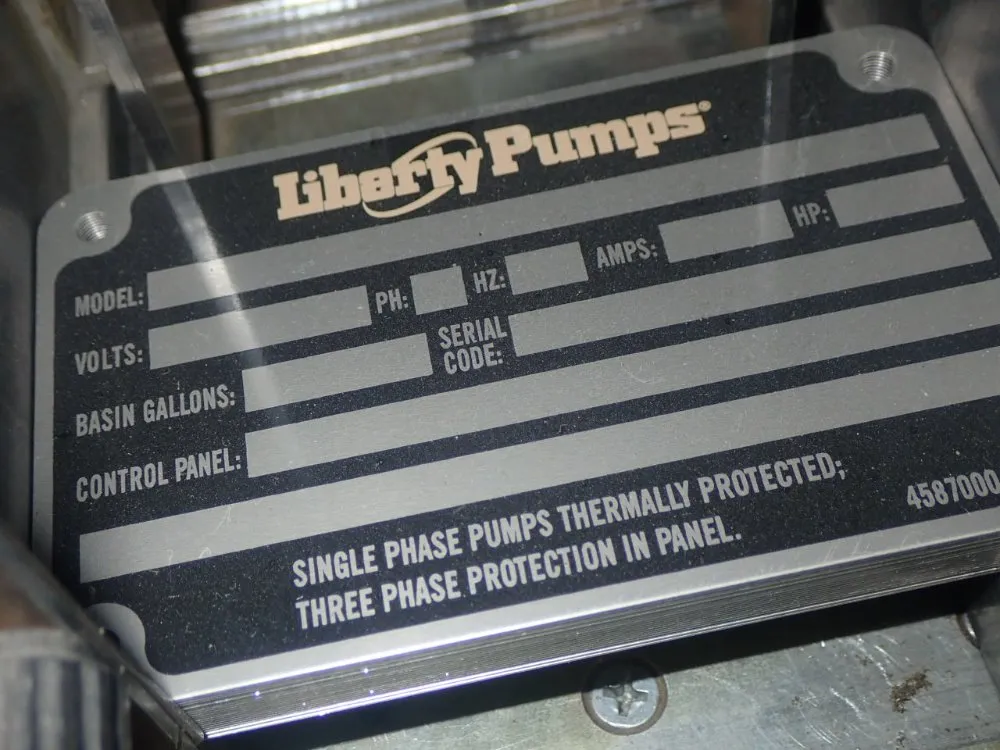 Liberty Pumps®
MODEL:
VOLTS: PH: HZ: AMPS: HP:
BASIN GALLONS: SERIAL CODE:
CONTROL PANEL:
SINGLE PHASE PUMPS THERMALLY PROTECTED;
THREE PHASE PROTECTION IN PANEL.
4587000